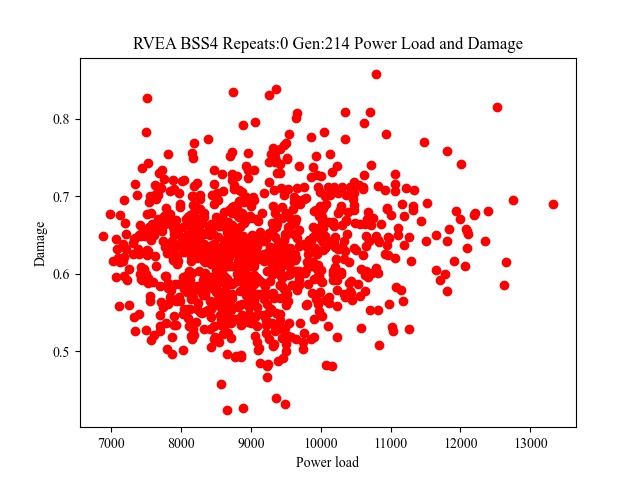 RVEA BSS4 Repeats:0 Gen:214 Power Load and Damage
Damage
0.8
0.7
0.6
0.5
7000 8000 9000 10000 11000 12000 13000
Power load